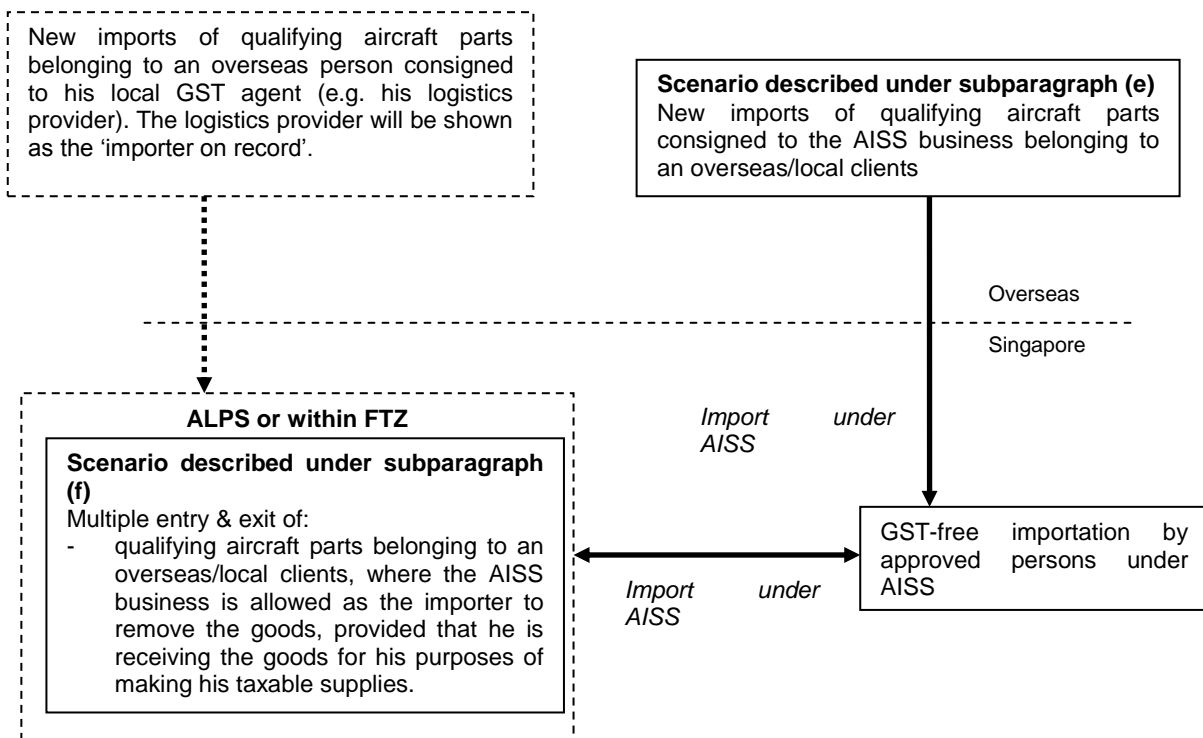 New imports of qualifying aircraft parts
belonging to an overseas person consigned
to his local GST agent (e.g. his logistics
provider). The logistics provider will be shown
as the ‘importer on record’.
Scenario described under subparagraph (e)
New imports of qualifying aircraft parts
consigned to the AISS business belonging to
an overseas/local clients
Overseas
Singapore
ALPS or within FTZ
Scenario described under subparagraph
(f)
Multiple entry & exit of:
- qualifying aircraft parts belonging to an
overseas/local clients, where the AISS
business is allowed as the importer to
remove the goods, provided that he is
receiving the goods for his purposes of
making his taxable supplies.
Import under
AISS
Import under
AISS
GST-free importation by
approved persons under
AISS